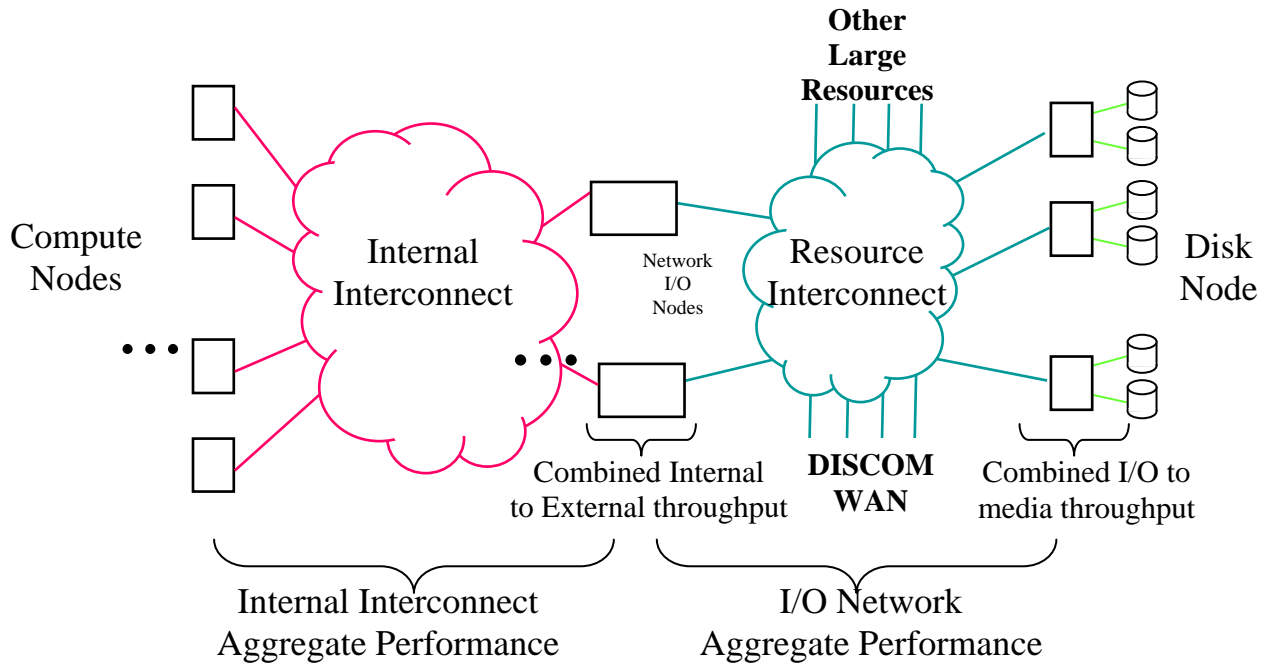 Other
Large
Resources
Compute
Nodes
Internal
Interconnect
Network
I/O
Nodes
Resource
Interconnect
Disk
Node
• • •
• • •
Combined Internal
to External throughput
DISCOM
WAN
Combined I/O to
media throughput
Internal Interconnect
Aggregate Performance
I/O Network
Aggregate Performance